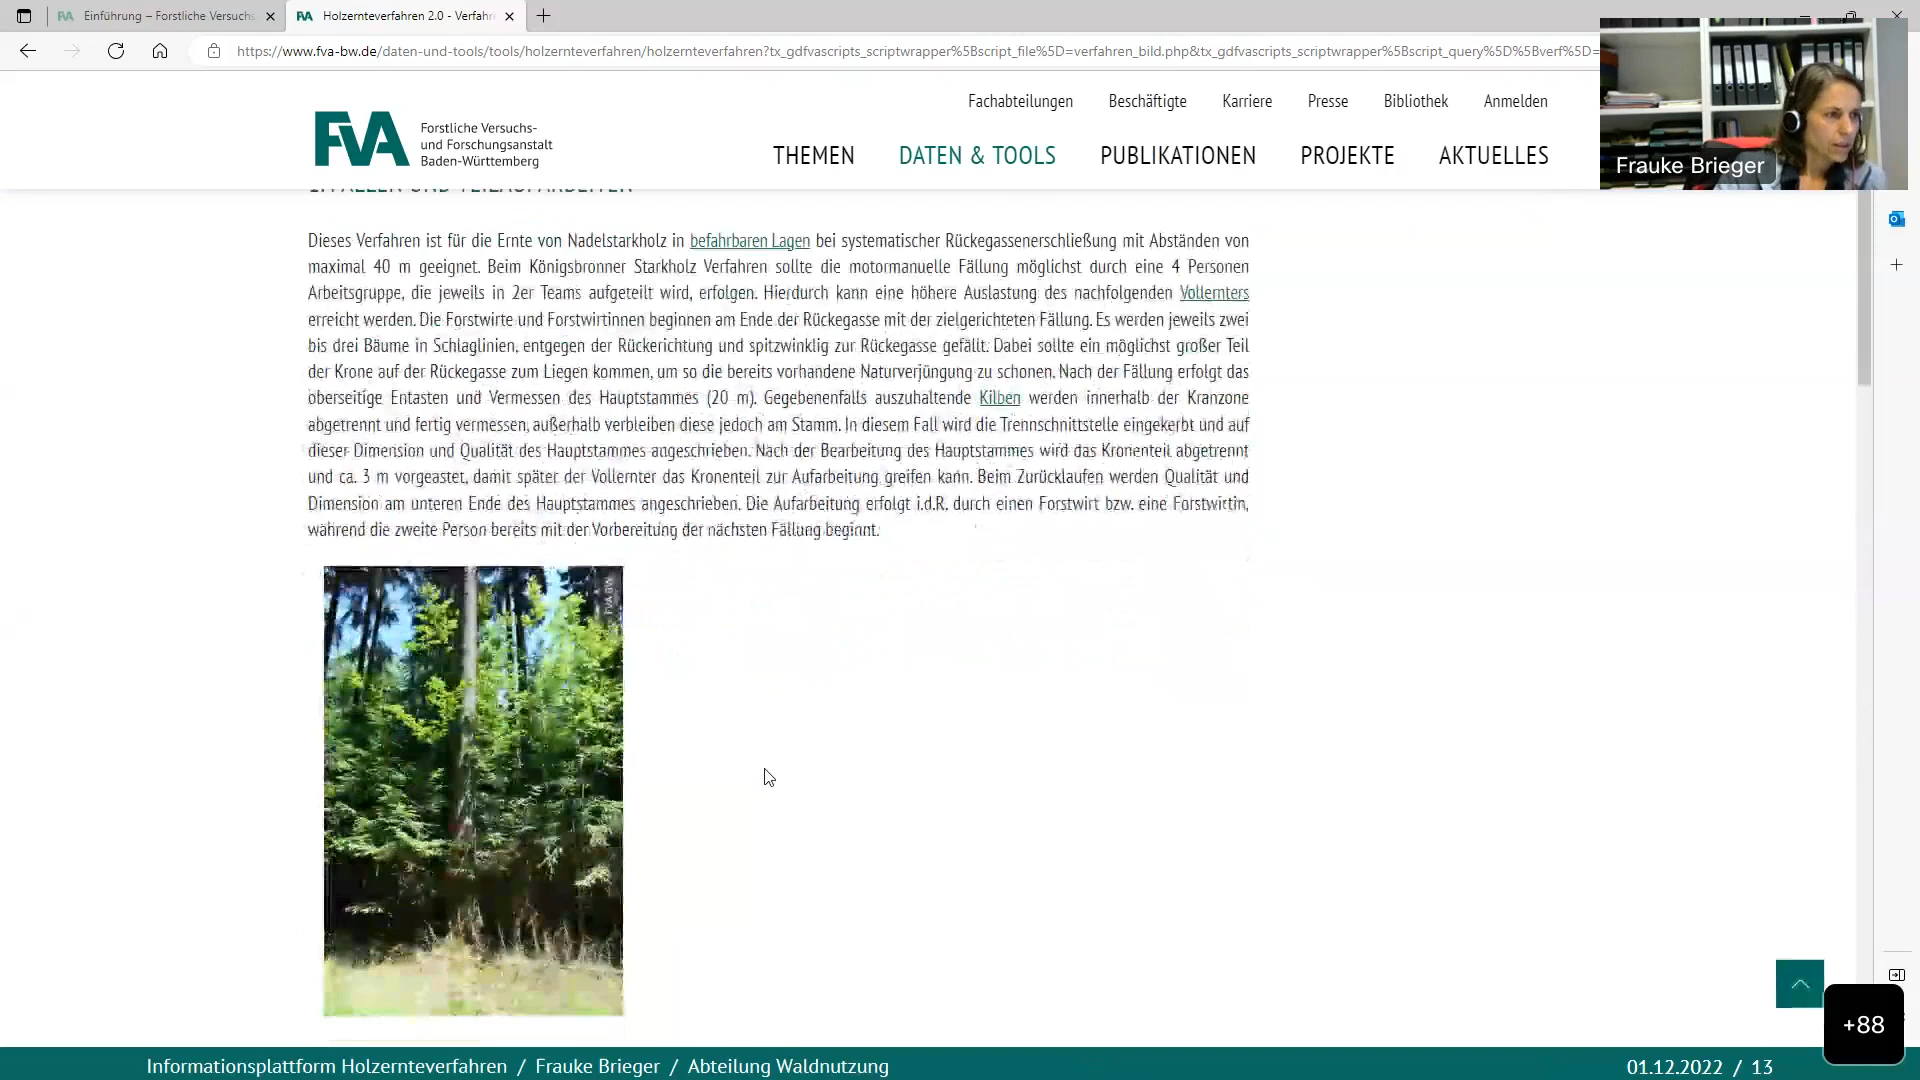 Einführung – Forstliche Versuchs
Holzernteverfahren 2.0 - Verfahr
https://www.fva-bw.de/daten-und-tools/tools/holzernteverfahren/holzernteverfahren?tx_gdfvascripts_scriptwrapper%5Bscript_file%5D=verfahren_bild.php&tx_gdfvascripts_scriptwrapper%5Bscript_query%5D%5Bverf%5D=
Frauke Brieger
FVA
Forstliche Versuchs-
und Forschungsanstalt
Baden-Württemberg
Fachabteilungen Beschäftigte Karriere Presse Bibliothek Anmelden
THEMEN DATEN & TOOLS PUBLIKATIONEN PROJEKTE AKTUELLES
1. FÄLLEN UND TEILAUFARBEITEN
Dieses Verfahren ist für die Ernte von Nadelstarkholz in befahrbaren Lagen bei systematischer Rückegassenerschließung mit Abständen von
maximal 40 m geeignet. Beim Königsbronner Starkholz Verfahren sollte die motormanuelle Fällung möglichst durch eine 4 Personen
Arbeitsgruppe, die jeweils in 2er Teams aufgeteilt wird, erfolgen. Hierdurch kann eine höhere Auslastung des nachfolgenden Vollernters
erreicht werden. Die Forstwirte und Forstwirtinnen beginnen am Ende der Rückegasse mit der zielgerichteten Fällung. Es werden jeweils zwei
bis drei Bäume in Schlaglinien, entgegen der Rückerichtung und spitzwinklig zur Rückegasse gefällt. Dabei sollte ein möglichst großer Teil
der Krone auf der Rückegasse zum Liegen kommen, um so die bereits vorhandene Naturverjüngung zu schonen. Nach der Fällung erfolgt das
oberseitige Entasten und Vermessen des Hauptstammes (20 m). Gegebenenfalls auszuhaltende Kilben werden innerhalb der Kranzone
abgetrennt und fertig vermessen, außerhalb verbleiben diese jedoch am Stamm. In diesem Fall wird die Trennschnittstelle eingekerbt und auf
dieser Dimension und Qualität des Hauptstammes angeschrieben. Nach der Bearbeitung des Hauptstammes wird das Kronenteil abgetrennt
und ca. 3 m vorgeastet, damit später der Vollernter das Kronenteil zur Aufarbeitung greifen kann. Beim Zurücklaufen werden Qualität und
Dimension am unteren Ende des Hauptstammes angeschrieben. Die Aufarbeitung erfolgt i.d.R. durch einen Forstwirt bzw. eine Forstwirtin,
während die zweite Person bereits mit der Vorbereitung der nächsten Fällung beginnt.
FVA BW
+88
Informationsplattform Holzernteverfahren / Frauke Brieger / Abteilung Waldnutzung
01.12.2022 / 13